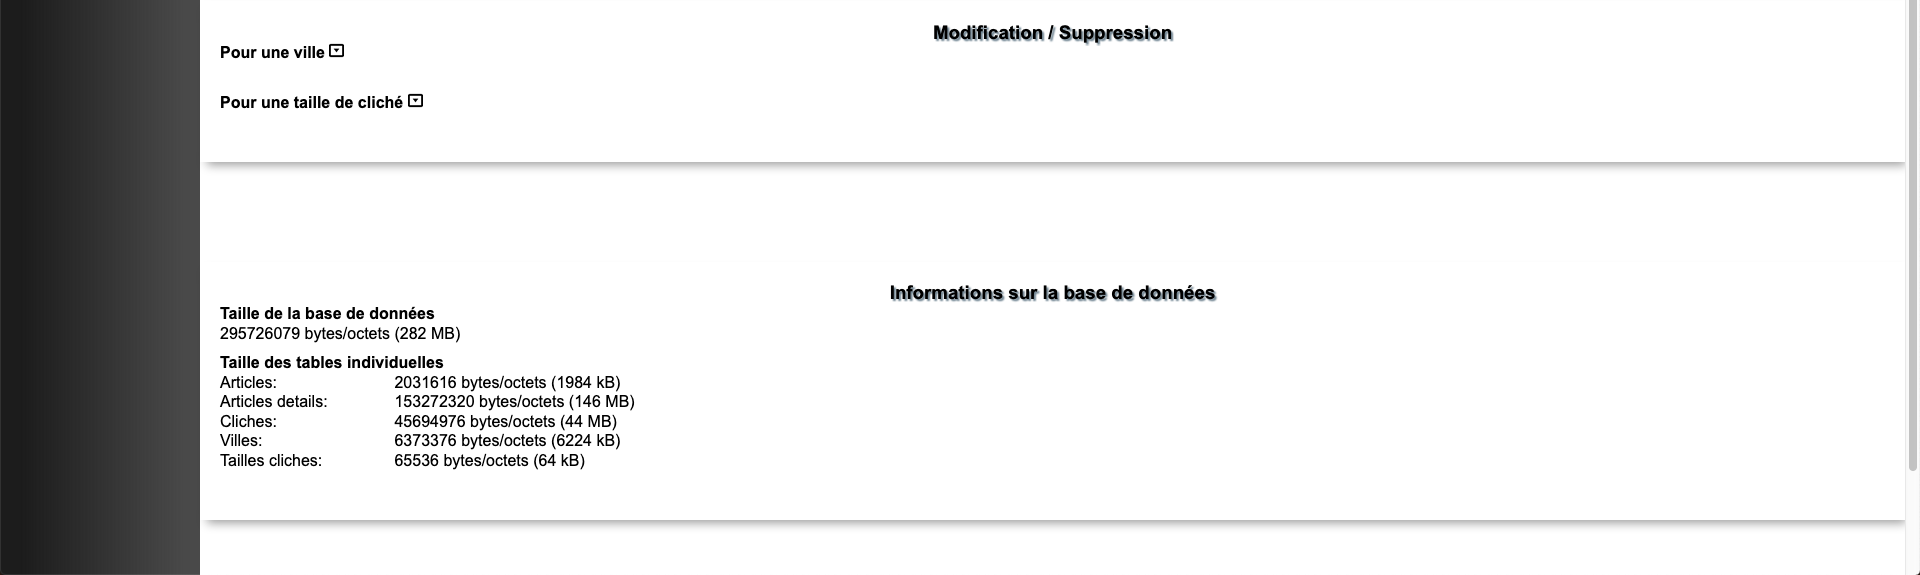 Modification / Suppression
Pour une ville
Pour une taille de cliché
Informations sur la base de données
Taille de la base de données
295726079 bytes/octets (282 MB)
Taille des tables individuelles
Articles: 2031616 bytes/octets (1984 kB)
Articles details: 153272320 bytes/octets (146 MB)
Cliches: 45694976 bytes/octets (44 MB)
Villes: 6373376 bytes/octets (6224 kB)
Tailles cliches: 65536 bytes/octets (64 kB)